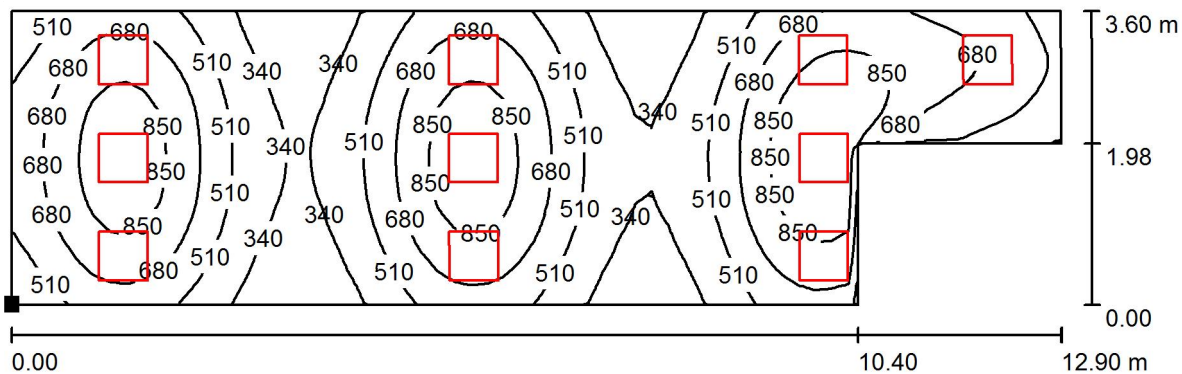 510 680 680 680 3.60 m
510 340 340 680 510 510 850 680
680 680 850
850 510 340 850 850 680
510 340 510 510 850 1.98
680 850 850 680 850
680 510 680 510 340 510 850
850 340 340 850 850
510 680 510 510 510 510
0.00
0.00 10.40 12.90 m